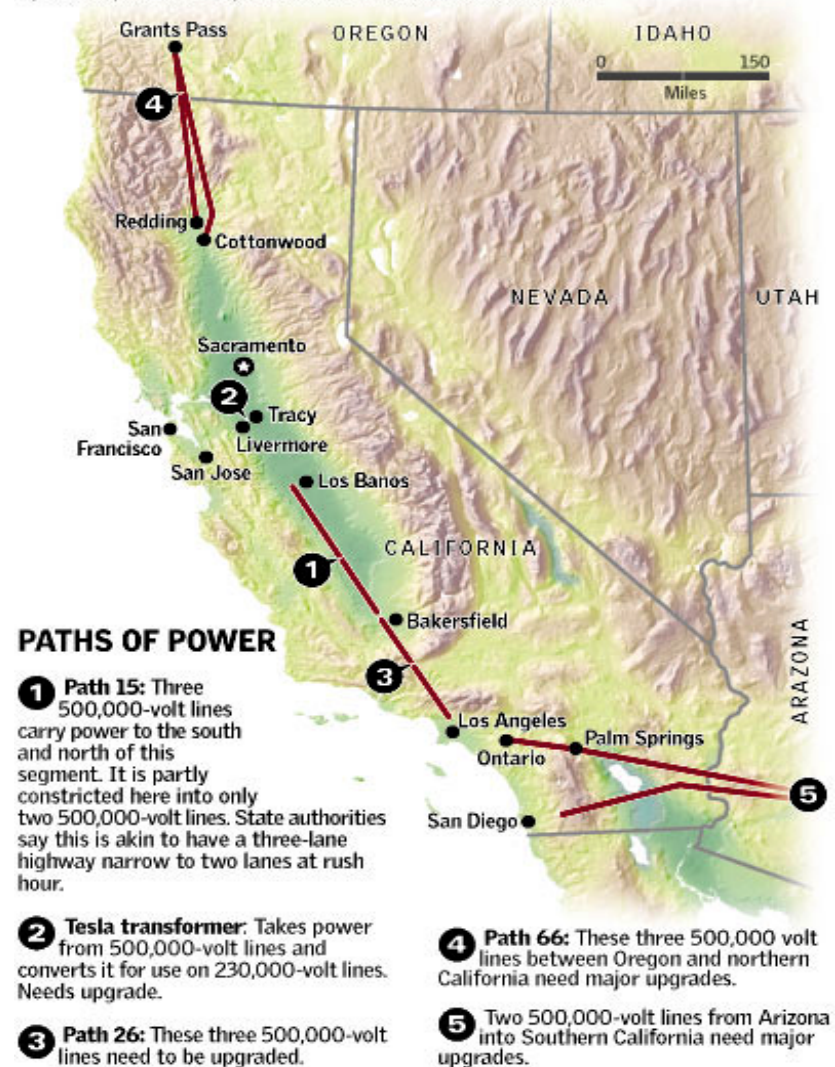 Grants Pass
OREGON
IDAHO
0 150
Miles
4
Redding
Cottonwood
NEVADA
UTAH
Sacramento
2
Tracy
San
Francisco
Livermore
San Jose
Los Banos
CALIFORNIA
1
Bakersfield
3
ARAZONA
Los Angeles
Ontario
Palm Springs
5
San Diego
PATHS OF POWER
1 Path 15: Three
500,000-volt lines
carry power to the south
and north of this
segment. It is partly
constricted here into only
two 500,000-volt lines. State authorities
say this is akin to have a three-lane
highway narrow to two lanes at rush
hour.
2 Tesla transformer: Takes power
from 500,000-volt lines and
converts it for use on 230,000-volt lines.
Needs upgrade.
3 Path 26: These three 500,000-volt
lines need to be upgraded.
4 Path 66: These three 500,000 volt
lines between Oregon and northern
California need major upgrades.
5 Two 500,000-volt lines from Arizona
into Southern California need major
upgrades.